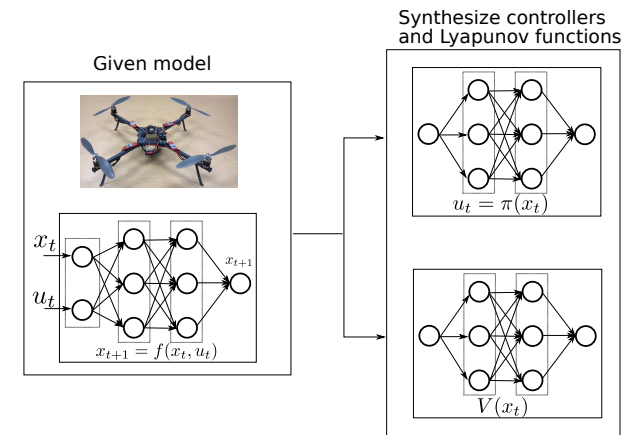 Given model
x_t
u_t
x_{t+1}
x_{t+1} = f(x_t, u_t)
Synthesize controllers
and Lyapunov functions
u_t = π(x_t)
V(x_t)